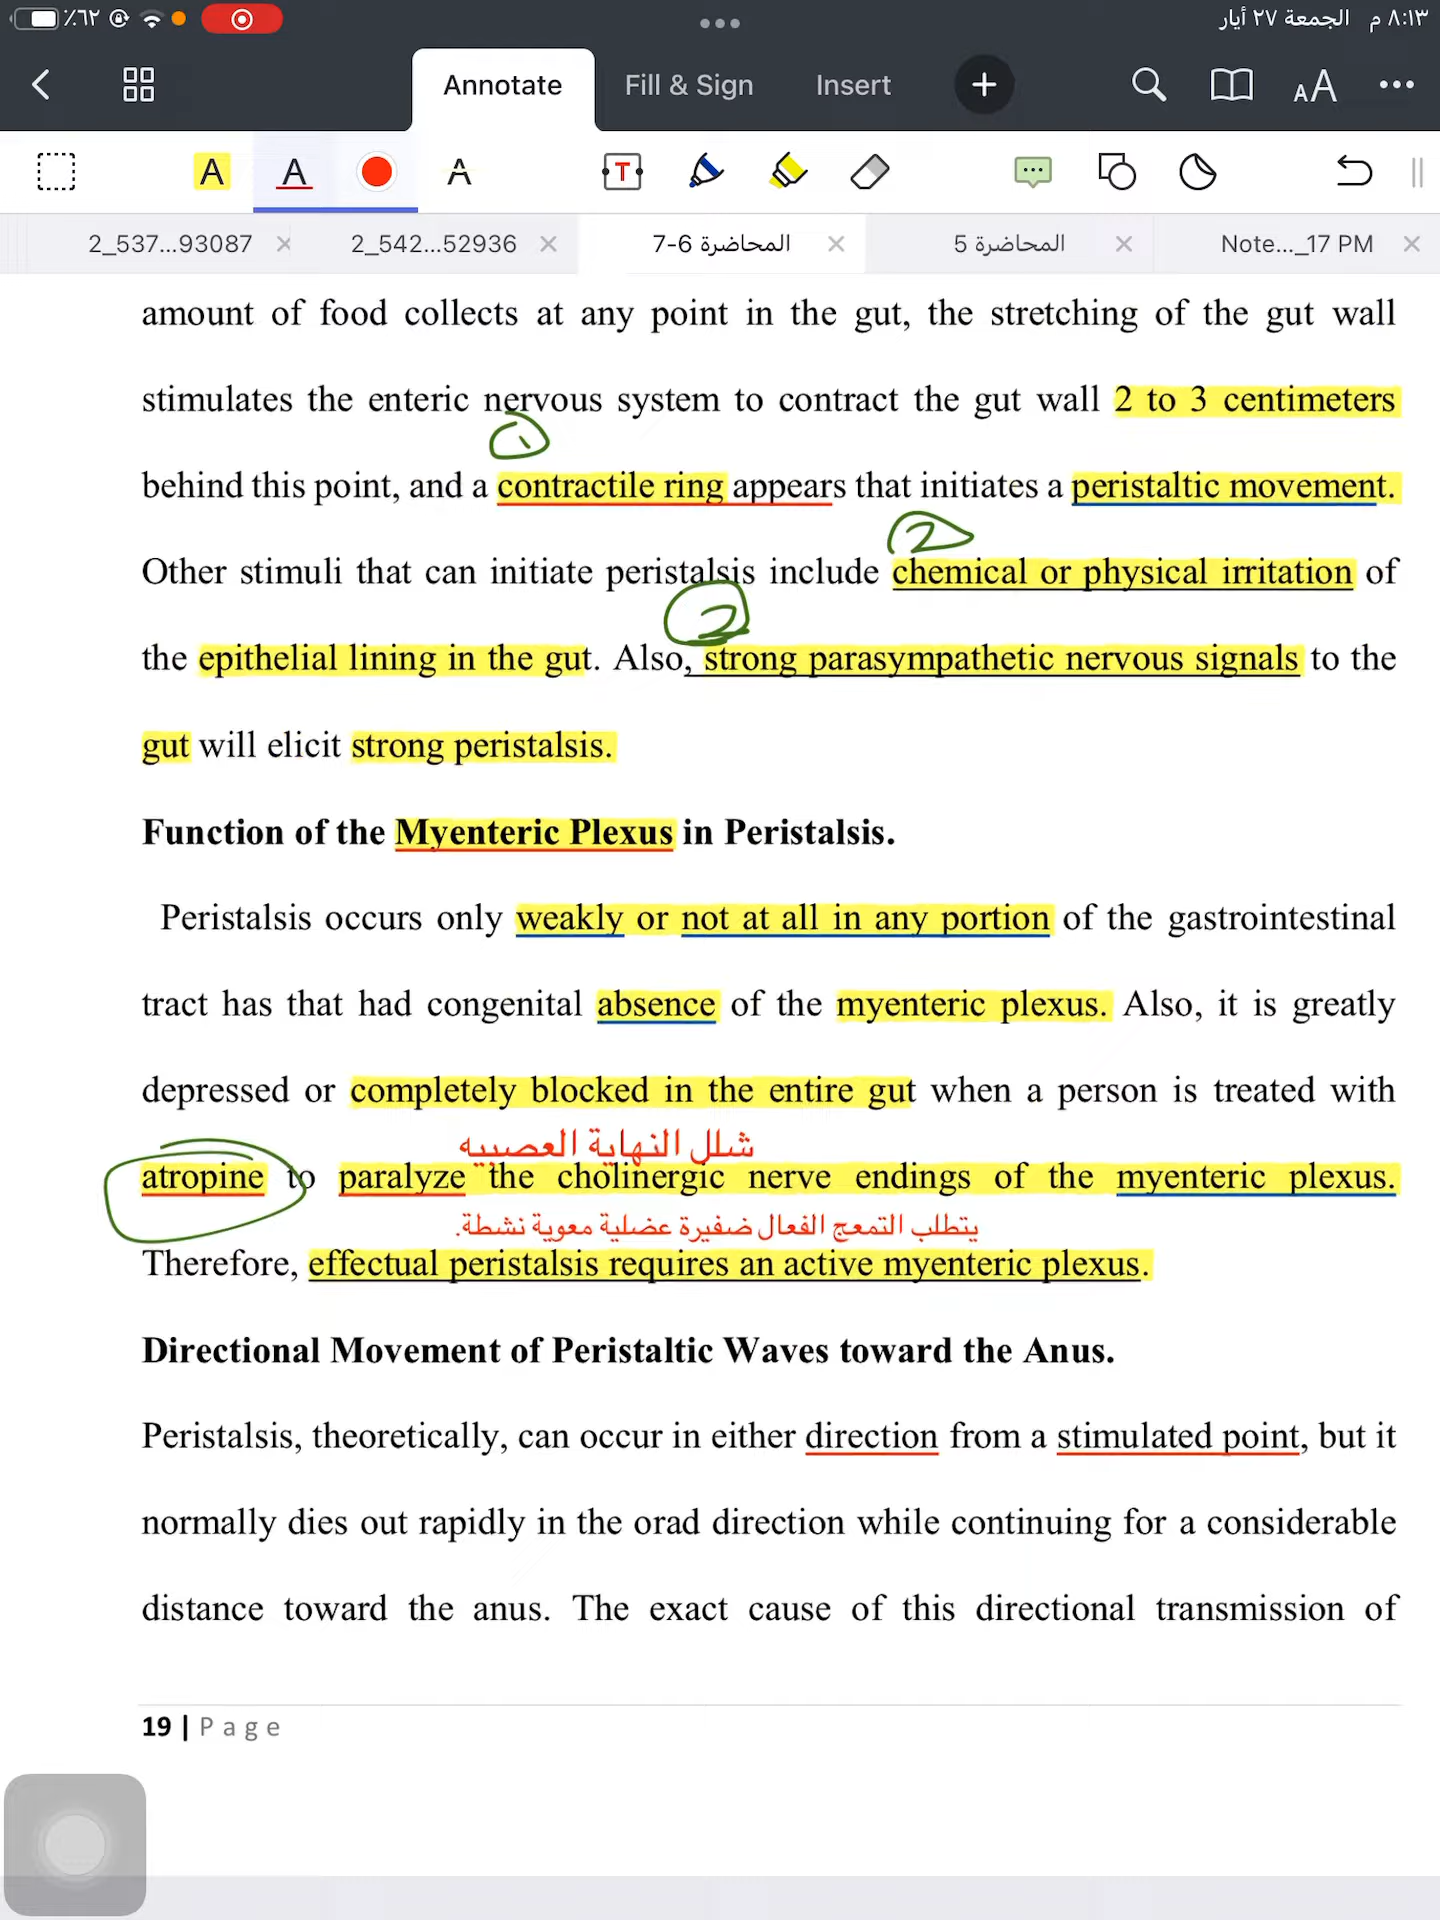 ٪٦٢
٨:١٣ م الجمعة ٢٧ أيار
Annotate Fill & Sign Insert
2_537...93087 2_542...52936 المحاضرة 6-7 المحاضرة 5 Note..._17 PM
amount of food collects at any point in the gut, the stretching of the gut wall
stimulates the enteric nervous system to contract the gut wall 2 to 3 centimeters
١
behind this point, and a contractile ring appears that initiates a peristaltic movement.
2
Other stimuli that can initiate peristalsis include chemical or physical irritation of
the epithelial lining in the gut. Also, strong parasympathetic nervous signals to the
gut will elicit strong peristalsis.
Function of the Myenteric Plexus in Peristalsis.
Peristalsis occurs only weakly or not at all in any portion of the gastrointestinal
tract has that had congenital absence of the myenteric plexus. Also, it is greatly
depressed or completely blocked in the entire gut when a person is treated with
شلل النهاية العصبيه
atropine to paralyze the cholinergic nerve endings of the myenteric plexus.
يتطلب التمعج الفعال ضفيرة عضلية معوية نشطة.
Therefore, effectual peristalsis requires an active myenteric plexus.
Directional Movement of Peristaltic Waves toward the Anus.
Peristalsis, theoretically, can occur in either direction from a stimulated point, but it
normally dies out rapidly in the orad direction while continuing for a considerable
distance toward the anus. The exact cause of this directional transmission of
19 | Page